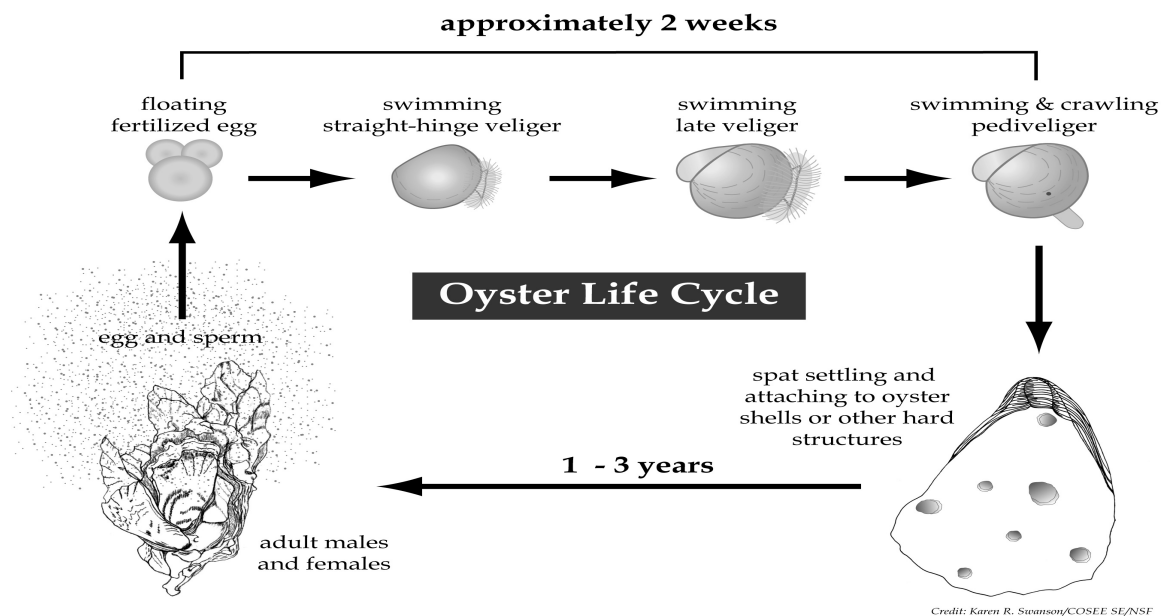 approximately 2 weeks
floating
fertilized egg
swimming
straight-hinge veliger
swimming
late veliger
swimming & crawling
pediveliger
Oyster Life Cycle
egg and sperm
spat settling and
attaching to oyster
shells or other hard
structures
1 - 3 years
adult males
and females
Credit: Karen R. Swanson/COSEE SE/NSF